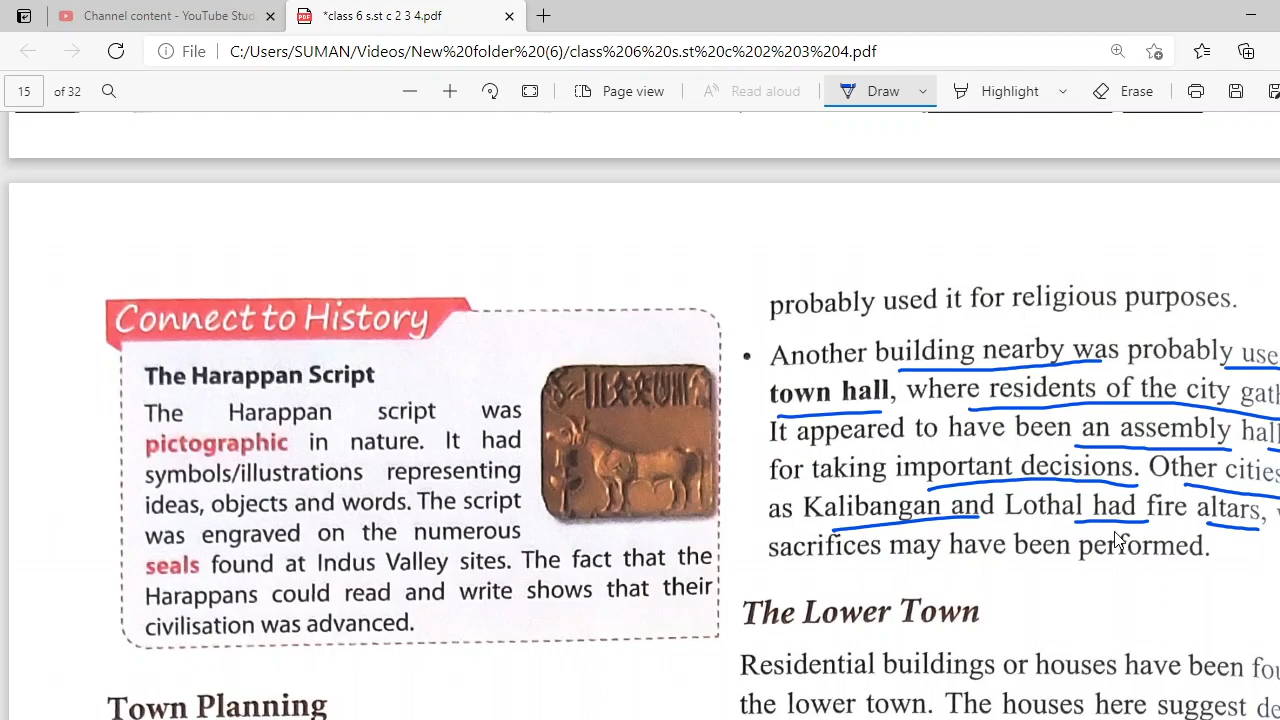 Channel content - YouTube Stud
*class 6 s.st c 2 3 4.pdf
File
C:/Users/SUMAN/Videos/New%20folder%20(6)/class%206%20s.st%20c%202%203%204.pdf
15 of 32
Page view
Read aloud
Draw
Highlight
Erase
Connect to History
The Harappan Script
The Harappan script was
pictographic in nature. It had
symbols/illustrations representing
ideas, objects and words. The script
was engraved on the numerous
seals found at Indus Valley sites. The fact that the
Harappans could read and write shows that their
civilisation was advanced.
Town Planning
probably used it for religious purposes.
• Another building nearby was probably use
town hall, where residents of the city gath
It appeared to have been an assembly hall
for taking important decisions. Other cities
as Kalibangan and Lothal had fire altars,
sacrifices may have been performed.
The Lower Town
Residential buildings or houses have been fou
the lower town. The houses here suggest de